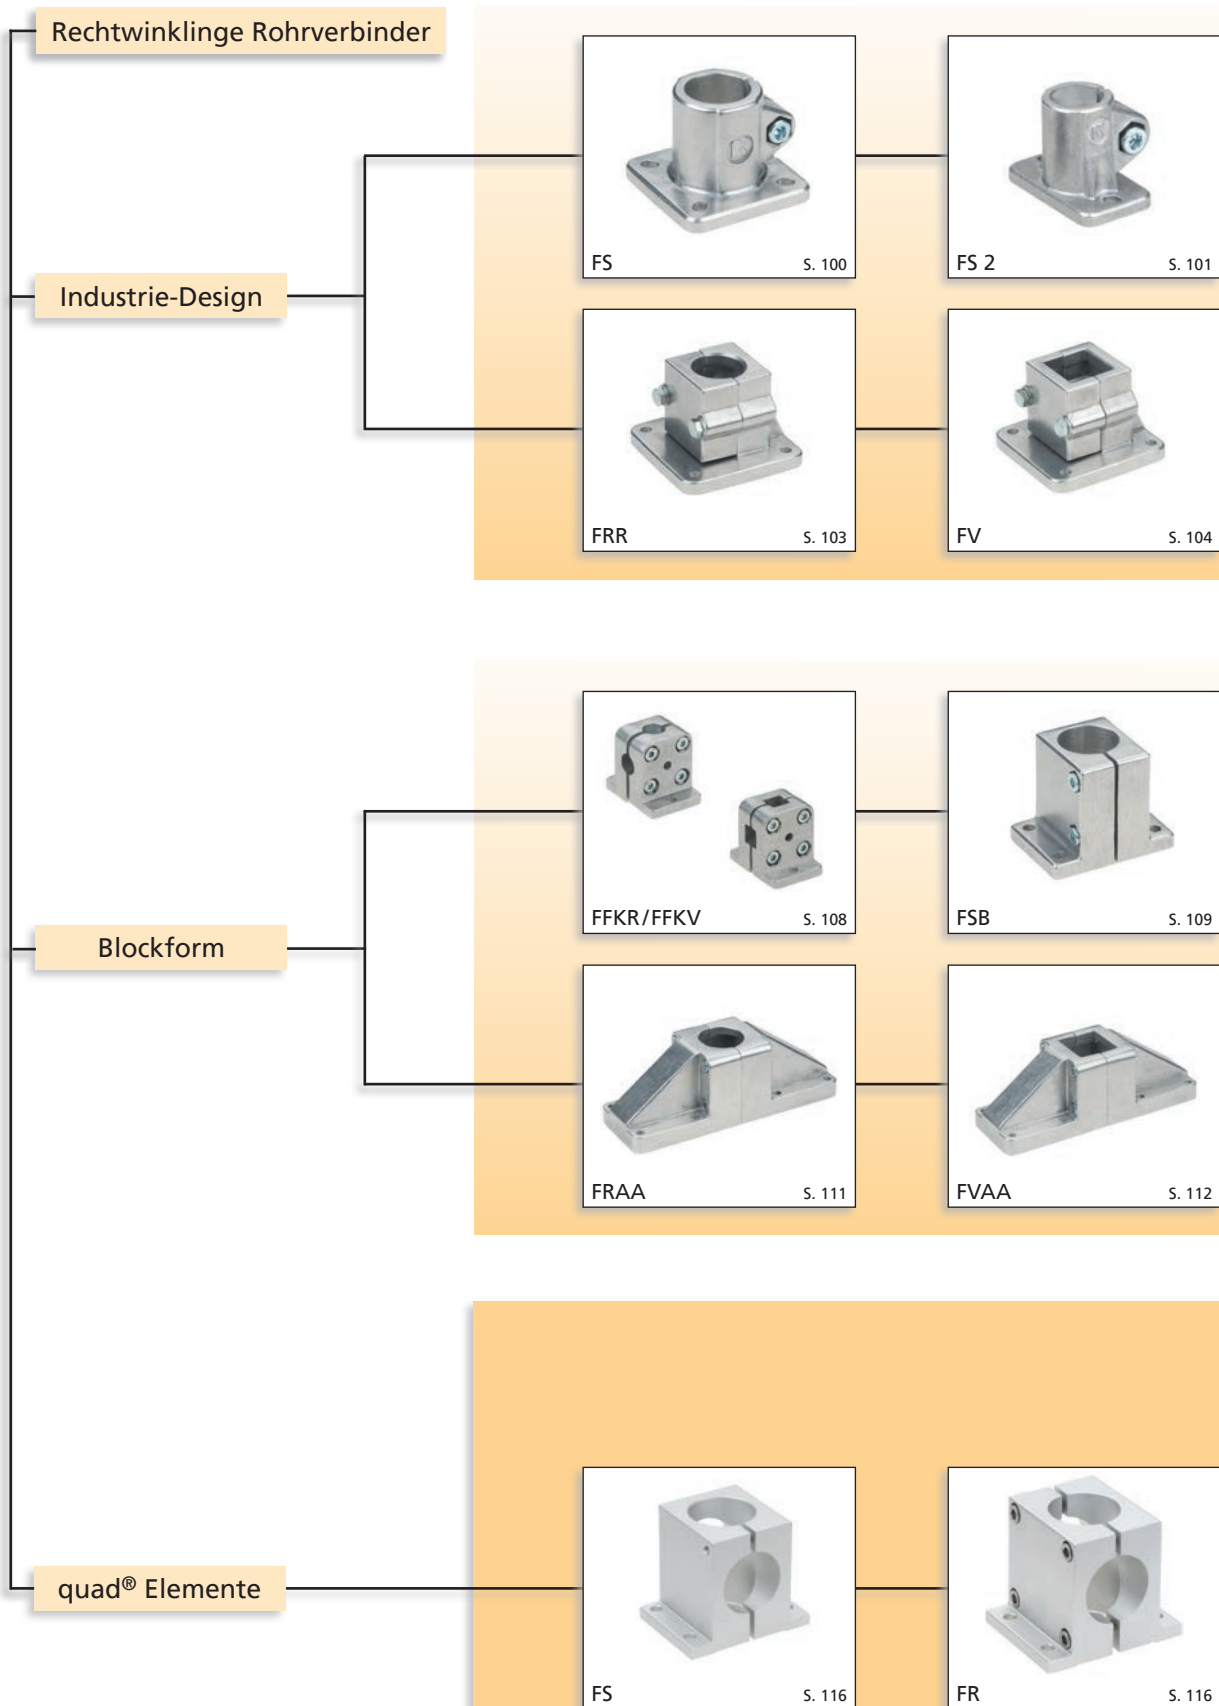 Rechtwinklinge Rohrverbinder
FS S. 100
FS 2 S. 101
Industrie-Design
FRR S. 103
FV S. 104
FFKR/FFKV S. 108
FSB S. 109
Blockform
FRAA S. 111
FVAA S. 112
quad® Elemente
FS S. 116
FR S. 116